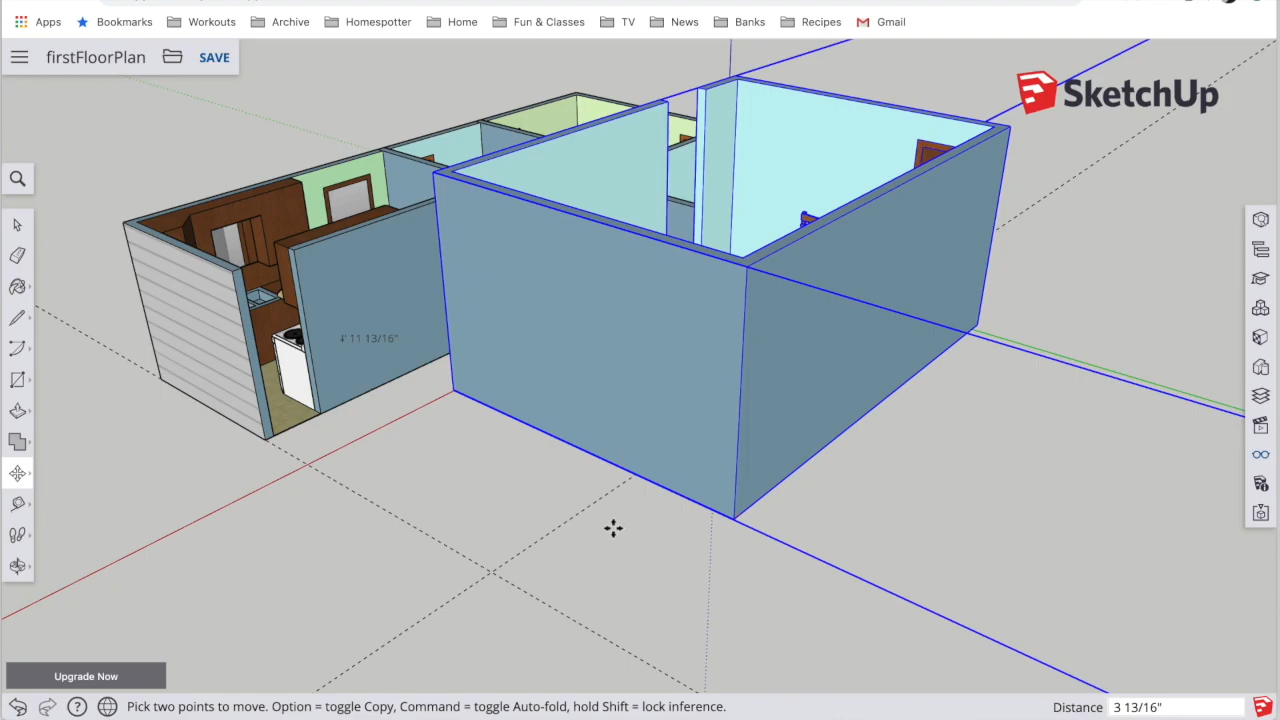 Apps
Bookmarks
Workouts
Archive
Homespotter
Home
Fun & Classes
TV
News
Banks
Recipes
Gmail
firstFloorPlan
SAVE
SketchUp
11 13/16"
Upgrade Now
Pick two points to move. Option = toggle Copy, Command = toggle Auto-fold, hold Shift = lock inference.
Distance
3 13/16"